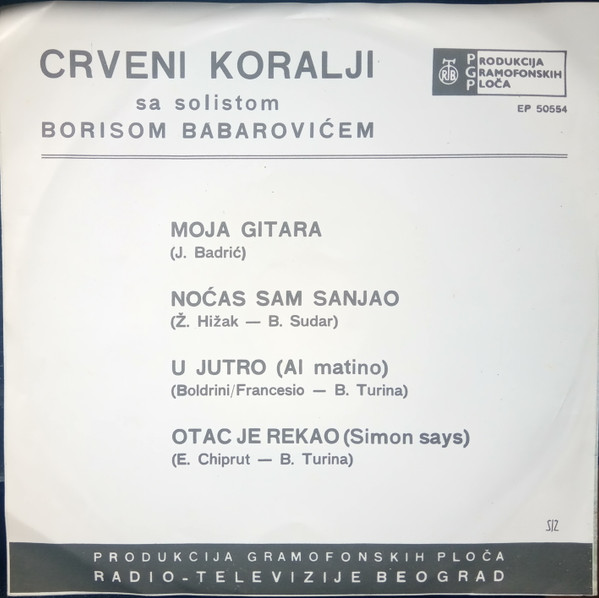 CRVENI KORALJI
sa solistom
BORISOM BABAROVIĆEM
RTB
PGP
PRODUKCIJA
GRAMOFONSKIH
PLOČA
EP 50554
MOJA GITARA
(J. Badrić)
NOĆAS SAM SANJAO
(Ž. Hižak — B. Sudar)
U JUTRO (Al matino)
(Boldrini/Francesio — B. Turina)
OTAC JE REKAO (Simon says)
(E. Chiprut — B. Turina)
PRODUKCIJA GRAMOFONSKIH PLOČA
RADIO-TELEVIZIJE BEOGRAD